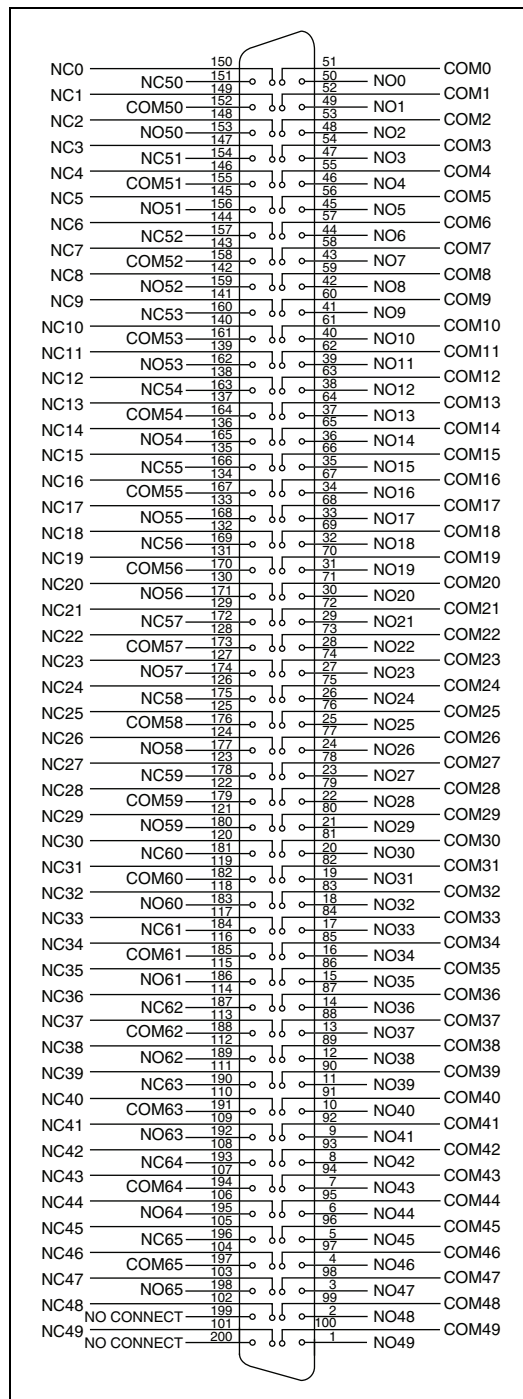 NC0 150 51 COM0
NC50 151 50 NO0
NC1 149 52 COM1
COM50 152 49 NO1
NC2 148 53 COM2
NO50 153 48 NO2
NC3 147 54 COM3
NC51 154 47 NO3
NC4 146 55 COM4
COM51 155 46 NO4
NC5 145 56 COM5
NO51 156 45 NO5
NC6 144 57 COM6
NC52 157 44 NO6
NC7 143 58 COM7
COM52 158 43 NO7
NC8 142 59 COM8
NO52 159 42 NO8
NC9 141 60 COM9
NC53 160 41 NO9
NC10 140 61 COM10
COM53 161 40 NO10
NC11 139 62 COM11
NO53 162 39 NO11
NC12 138 63 COM12
NC54 163 38 NO12
NC13 137 64 COM13
COM54 164 37 NO13
NC14 136 65 COM14
NO54 165 36 NO14
NC15 135 66 COM15
NC55 166 35 NO15
NC16 134 67 COM16
COM55 167 34 NO16
NC17 133 68 COM17
NO55 168 33 NO17
NC18 132 69 COM18
NC56 169 32 NO18
NC19 131 70 COM19
COM56 170 31 NO19
NC20 130 71 COM20
NO56 171 30 NO20
NC21 129 72 COM21
NC57 172 29 NO21
NC22 128 73 COM22
COM57 173 28 NO22
NC23 127 74 COM23
NO57 174 27 NO23
NC24 126 75 COM24
NC58 175 26 NO24
NC25 125 76 COM25
COM58 176 25 NO25
NC26 124 77 COM26
NO58 177 24 NO26
NC27 123 78 COM27
NC59 178 23 NO27
NC28 122 79 COM28
COM59 179 22 NO28
NC29 121 80 COM29
NO59 180 21 NO29
NC30 120 81 COM30
NC60 181 20 NO30
NC31 119 82 COM31
COM60 182 19 NO31
NC32 118 83 COM32
NO60 183 18 NO32
NC33 117 84 COM33
NC61 184 17 NO33
NC34 116 85 COM34
COM61 185 16 NO34
NC35 115 86 COM35
NO61 186 15 NO35
NC36 114 87 COM36
NC62 187 14 NO36
NC37 113 88 COM37
COM62 188 13 NO37
NC38 112 89 COM38
NO62 189 12 NO38
NC39 111 90 COM39
NC63 190 11 NO39
NC40 110 91 COM40
COM63 191 10 NO40
NC41 109 92 COM41
NO63 192 9 NO41
NC42 108 93 COM42
NC64 193 8 NO42
NC43 107 94 COM43
COM64 194 7 NO43
NC44 106 95 COM44
NO64 195 6 NO44
NC45 105 96 COM45
NC65 196 5 NO45
NC46 104 97 COM46
COM65 197 4 NO46
NC47 103 98 COM47
NO65 198 3 NO47
NC48 102 99 COM48
NO CONNECT 199 2 NO48
NC49 101 100 COM49
NO CONNECT 200 1 NO49